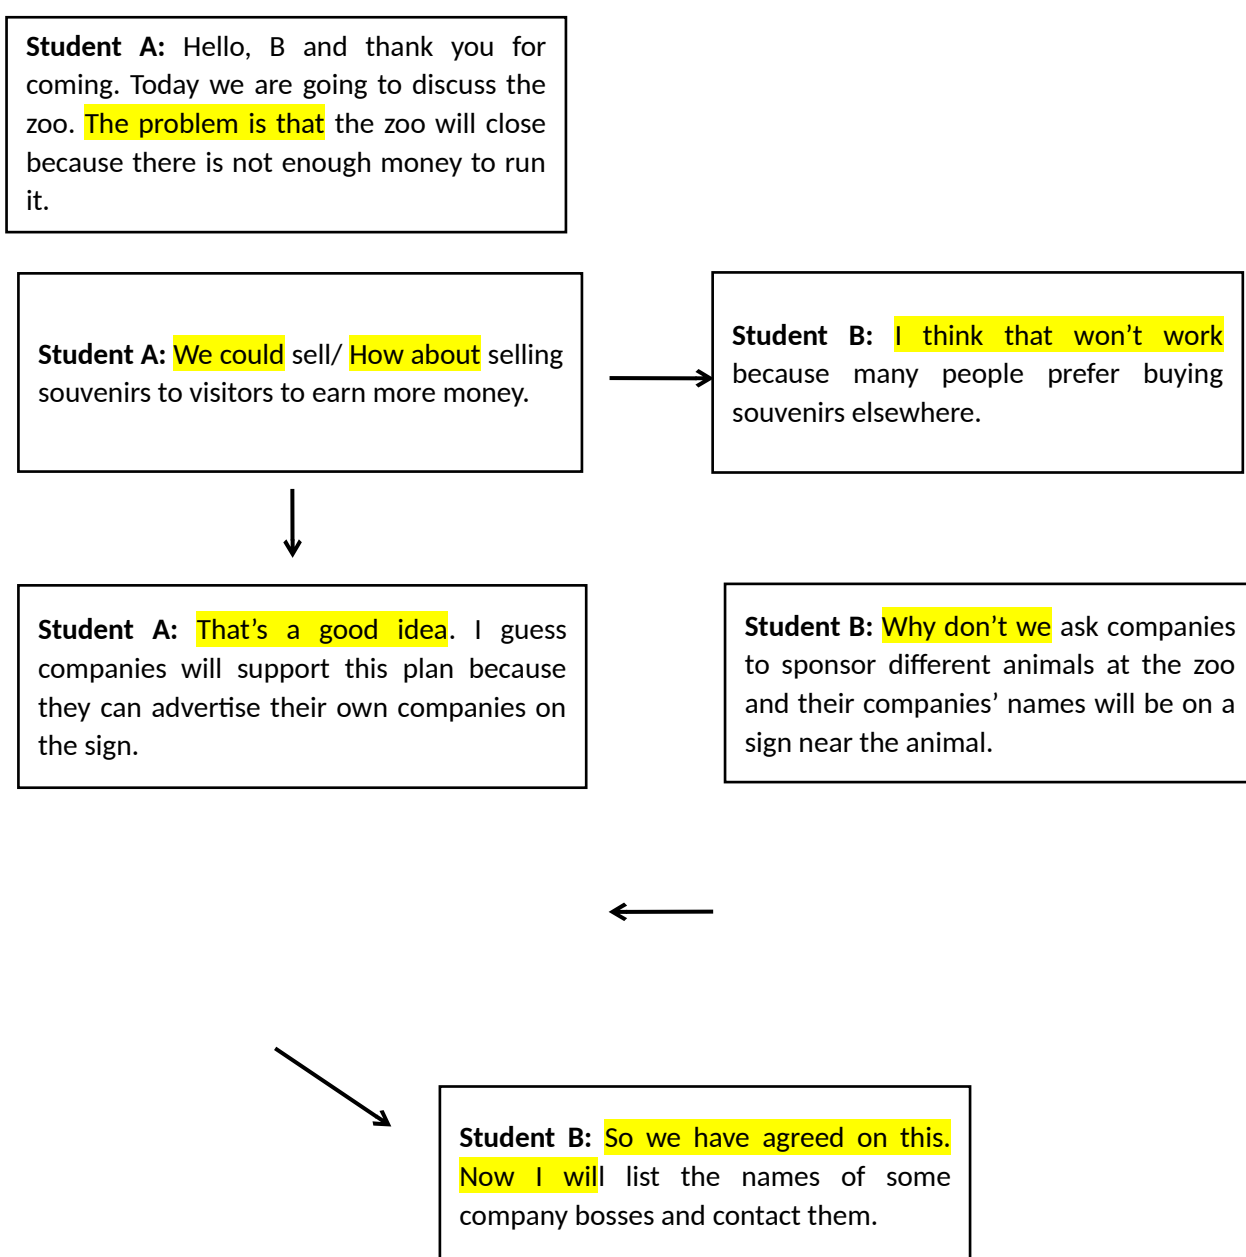 Student A: Hello, B and thank you for
coming. Today we are going to discuss the
zoo. The problem is that the zoo will close
because there is not enough money to run
it.
Student A: We could sell/ How about selling
souvenirs to visitors to earn more money.
Student B: I think that won’t work
because many people prefer buying
souvenirs elsewhere.
Student A: That’s a good idea. I guess
companies will support this plan because
they can advertise their own companies on
the sign.
Student B: Why don’t we ask companies
to sponsor different animals at the zoo
and their companies’ names will be on a
sign near the animal.
Student B: So we have agreed on this.
Now I will list the names of some
company bosses and contact them.